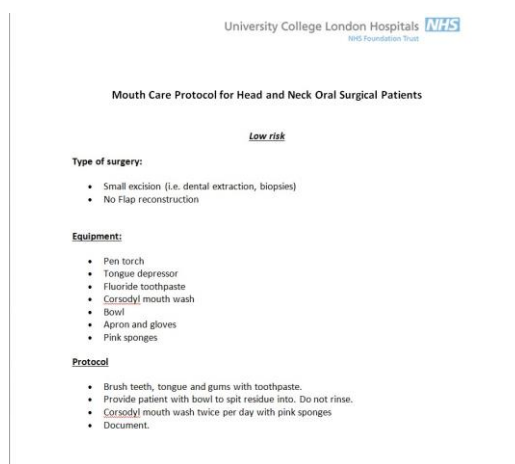 University College London Hospitals NHS
NHS Foundation Trust
Mouth Care Protocol for Head and Neck Oral Surgical Patients
Low risk
Type of surgery:
• Small excision (i.e. dental extraction, biopsies)
• No Flap reconstruction
Equipment:
• Pen torch
• Tongue depressor
• Fluoride toothpaste
• Corsodyl mouth wash
• Bowl
• Apron and gloves
• Pink sponges
Protocol
• Brush teeth, tongue and gums with toothpaste.
• Provide patient with bowl to spit residue into. Do not rinse.
• Corsodyl mouth wash twice per day with pink sponges
• Document.